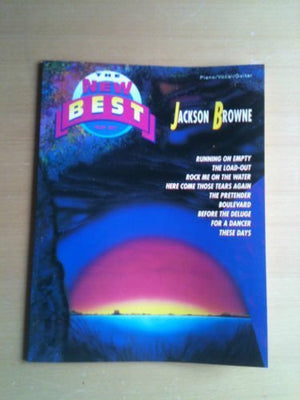 THE
NEW
BEST
Piano/Vocal/Guitar
JACKSON BROWNE
RUNNING ON EMPTY
THE LOAD-OUT
ROCK ME ON THE WATER
HERE COME THOSE TEARS AGAIN
THE PRETENDER
BOULEVARD
BEFORE THE DELUGE
FOR A DANCER
THESE DAYS